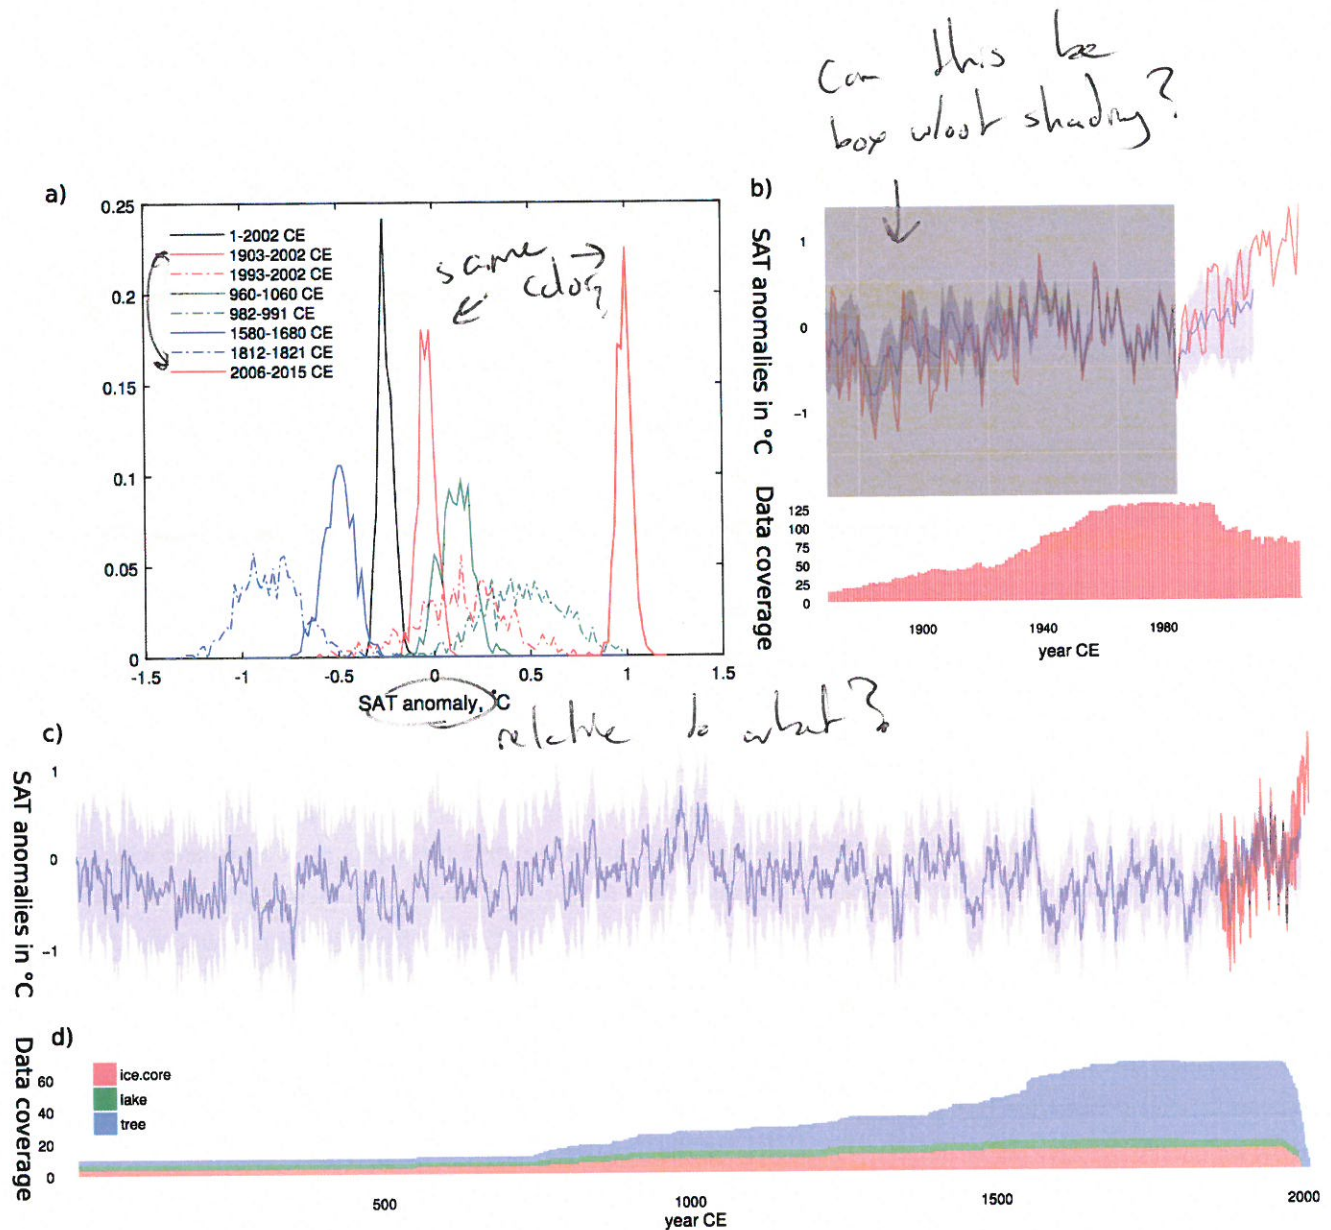 Can this be
box w/out shading?
a)
b)
0.25
0.2
0.15
0.1
0.05
0
1-2002 CE
1903-2002 CE
1993-2002 CE
960-1060 CE
982-991 CE
1580-1680 CE
1812-1821 CE
2006-2015 CE
same
color?
-1.5 -1 -0.5 0 0.5 1 1.5
SAT anomaly, °C
relative to what?
SAT anomalies in °C
1
0
-1
Data coverage
125
100
75
50
25
0
1900 1940 1980
year CE
c)
SAT anomalies in °C
1
0
-1
d)
Data coverage
60
40
20
0
ice.core
lake
tree
500 1000 1500 2000
year CE